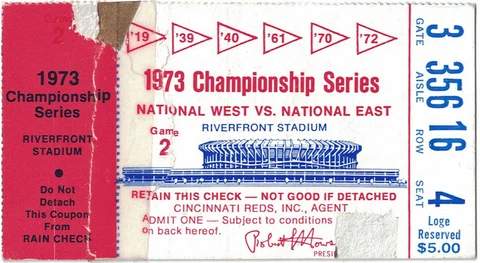 Game
2
1973
Championship
Series
RIVERFRONT
STADIUM
•
Do Not
Detach
This Coupon
From
RAIN CHECK
'19 '39 '40 '61 '70 '72
1973 Championship Series
NATIONAL WEST VS. NATIONAL EAST
Game
2
RIVERFRONT STADIUM
RETAIN THIS CHECK — NOT GOOD IF DETACHED
CINCINNATI REDS, INC., AGENT
ADMIT ONE — Subject to conditions
on back hereof.
PRESI
GATE 3
AISLE 356
ROW 16
SEAT 4
Loge
Reserved
$5.00